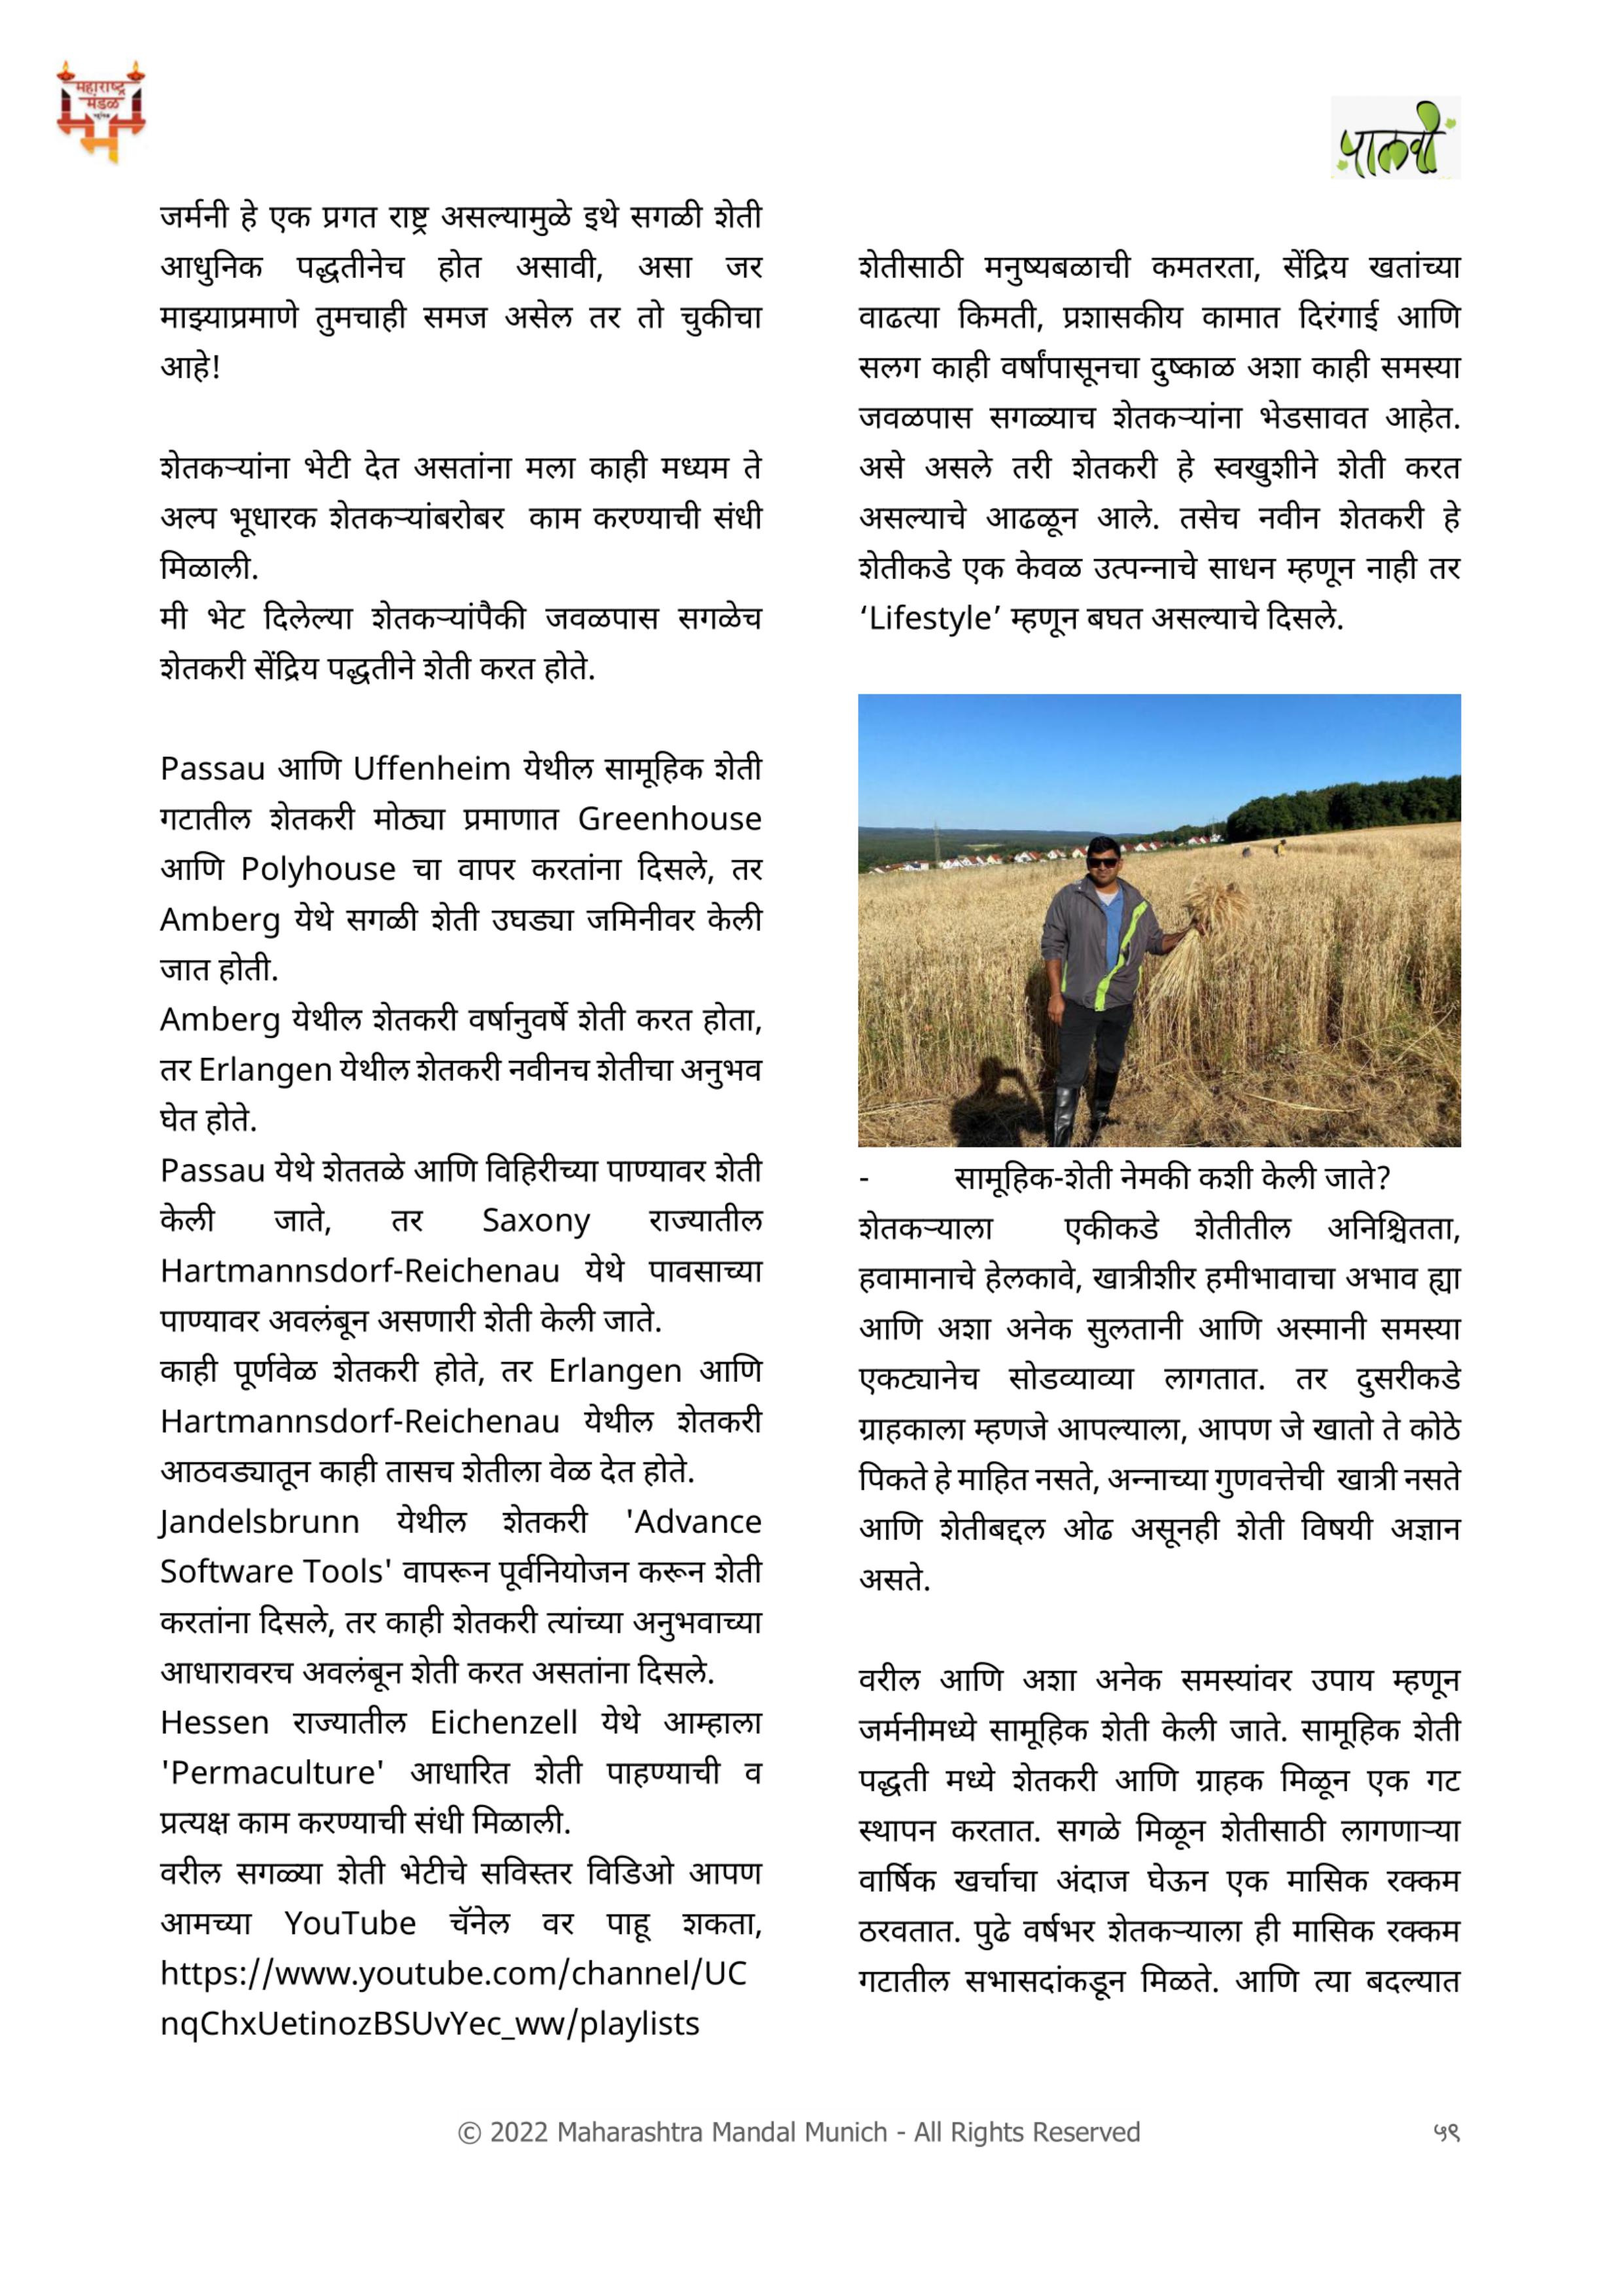 महाराष्ट्र
मंडळ
पालवी
जर्मनी हे एक प्रगत राष्ट्र असल्यामुळे इथे सगळी शेती
आधुनिक पद्धतीनेच होत असावी, असा जर
माझ्याप्रमाणे तुमचाही समज असेल तर तो चुकीचा
आहे!
शेतकऱ्यांना भेटी देत असतांना मला काही मध्यम ते
अल्प भूधारक शेतकऱ्यांबरोबर काम करण्याची संधी
मिळाली.
मी भेट दिलेल्या शेतकऱ्यांपैकी जवळपास सगळेच
शेतकरी सेंद्रिय पद्धतीने शेती करत होते.
Passau आणि Uffenheim येथील सामूहिक शेती
गटातील शेतकरी मोठ्या प्रमाणात Greenhouse
आणि Polyhouse चा वापर करतांना दिसले, तर
Amberg येथे सगळी शेती उघड्या जमिनीवर केली
जात होती.
Amberg येथील शेतकरी वर्षानुवर्षे शेती करत होता,
तर Erlangen येथील शेतकरी नवीनच शेतीचा अनुभव
घेत होते.
Passau येथे शेततळे आणि विहिरीच्या पाण्यावर शेती
केली जाते, तर Saxony राज्यातील
Hartmannsdorf-Reichenau येथे पावसाच्या
पाण्यावर अवलंबून असणारी शेती केली जाते.
काही पूर्णवेळ शेतकरी होते, तर Erlangen आणि
Hartmannsdorf-Reichenau येथील शेतकरी
आठवड्यातून काही तासच शेतीला वेळ देत होते.
Jandelsbrunn येथील शेतकरी 'Advance
Software Tools' वापरून पूर्वनियोजन करून शेती
करतांना दिसले, तर काही शेतकरी त्यांच्या अनुभवाच्या
आधारावरच अवलंबून शेती करत असतांना दिसले.
Hessen राज्यातील Eichenzell येथे आम्हाला
'Permaculture' आधारित शेती पाहण्याची व
प्रत्यक्ष काम करण्याची संधी मिळाली.
वरील सगळ्या शेती भेटीचे सविस्तर विडिओ आपण
आमच्या YouTube चॅनेल वर पाहू शकता,
https://www.youtube.com/channel/UC
nqChxUetinozBSUvYec_ww/playlists
शेतीसाठी मनुष्यबळाची कमतरता, सेंद्रिय खतांच्या
वाढत्या किमती, प्रशासकीय कामात दिरंगाई आणि
सलग काही वर्षांपासूनचा दुष्काळ अशा काही समस्या
जवळपास सगळ्याच शेतकऱ्यांना भेडसावत आहेत.
असे असले तरी शेतकरी हे स्वखुशीने शेती करत
असल्याचे आढळून आले. तसेच नवीन शेतकरी हे
शेतीकडे एक केवळ उत्पन्नाचे साधन म्हणून नाही तर
‘Lifestyle’ म्हणून बघत असल्याचे दिसले.
- सामूहिक-शेती नेमकी कशी केली जाते?
शेतकऱ्याला एकीकडे शेतीतील अनिश्चितता,
हवामानाचे हेलकावे, खात्रीशीर हमीभावाचा अभाव ह्या
आणि अशा अनेक सुलतानी आणि अस्मानी समस्या
एकट्यानेच सोडव्याव्या लागतात. तर दुसरीकडे
ग्राहकाला म्हणजे आपल्याला, आपण जे खातो ते कोठे
पिकते हे माहित नसते, अन्नाच्या गुणवत्तेची खात्री नसते
आणि शेतीबद्दल ओढ असूनही शेती विषयी अज्ञान
असते.
वरील आणि अशा अनेक समस्यांवर उपाय म्हणून
जर्मनीमध्ये सामूहिक शेती केली जाते. सामूहिक शेती
पद्धती मध्ये शेतकरी आणि ग्राहक मिळून एक गट
स्थापन करतात. सगळे मिळून शेतीसाठी लागणाऱ्या
वार्षिक खर्चाचा अंदाज घेऊन एक मासिक रक्कम
ठरवतात. पुढे वर्षभर शेतकऱ्याला ही मासिक रक्कम
गटातील सभासदांकडून मिळते. आणि त्या बदल्यात
© 2022 Maharashtra Mandal Munich - All Rights Reserved
५९